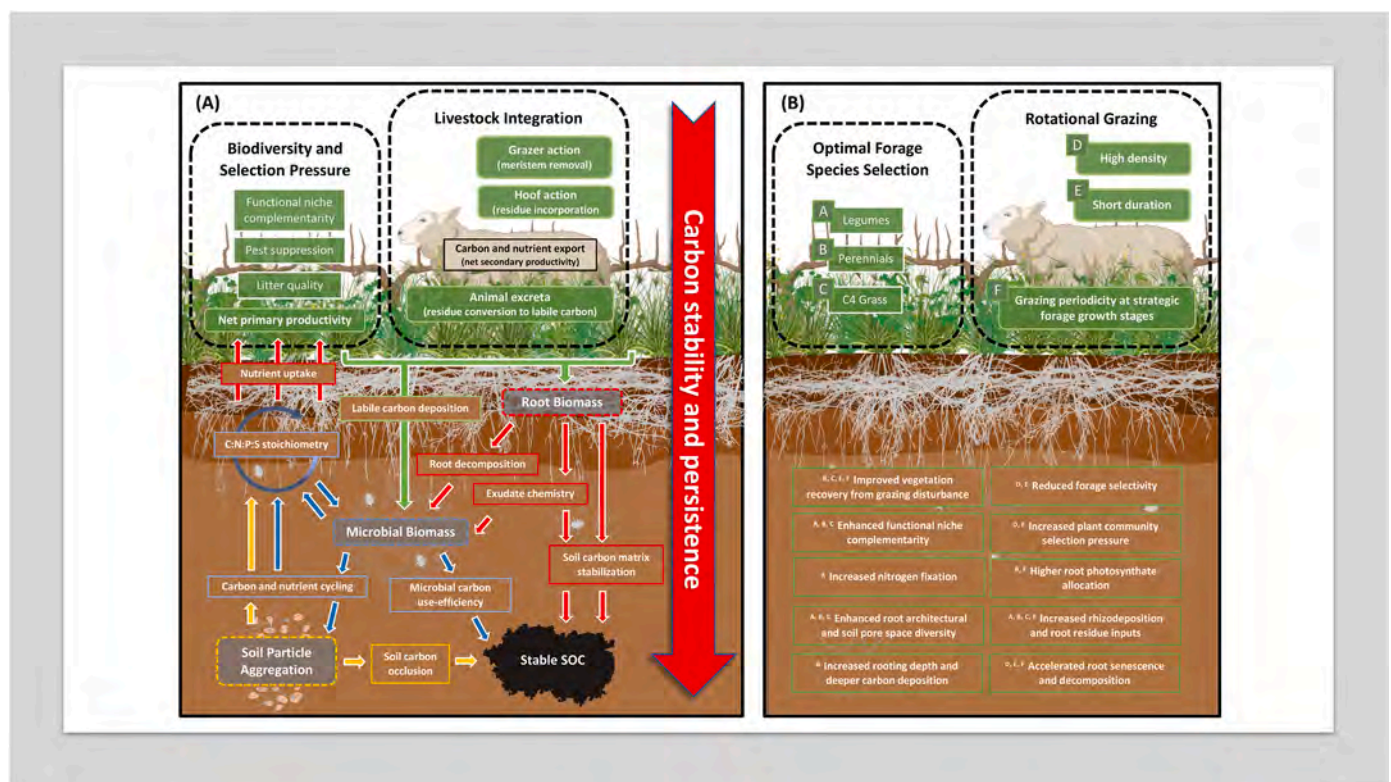 (A)
Biodiversity and
Selection Pressure
Functional niche
complementarity
Pest suppression
Litter quality
Net primary productivity
Livestock Integration
Grazer action
(meristem removal)
Hoof action
(residue incorporation
Carbon and nutrient export
(net secondary productivity)
Animal excreta
(residue conversion to labile carbon)
Nutrient uptake
Labile carbon deposition
Root Biomass
C:N:P:S stoichiometry
Root decomposition
Exudate chemistry
Microbial Biomass
Soil carbon matrix
stabilization
Carbon and nutrient cycling
Microbial carbon
use-efficiency
Soil Particle
Aggregation
Soil carbon
occlusion
Stable SOC
Carbon stability and persistence
(B)
Optimal Forage
Species Selection
A
Legumes
B
Perennials
C
C4 Grass
Rotational Grazing
D
High density
E
Short duration
F
Grazing periodicity at strategic
forage growth stages
Improved vegetation
recovery from grazing disturbance
D, E Reduced forage selectivity
A, B, C Enhanced functional niche
complementarity
Increased plant community
selection pressure
Increased nitrogen fixation
B, F Higher root photosynthate
allocation
Enhanced root architectural
and soil pore space diversity
A, B, C, F Increased rhizodeposition
and root residue inputs
Increased rooting depth and
deeper carbon deposition
Accelerated root senescence
and decomposition